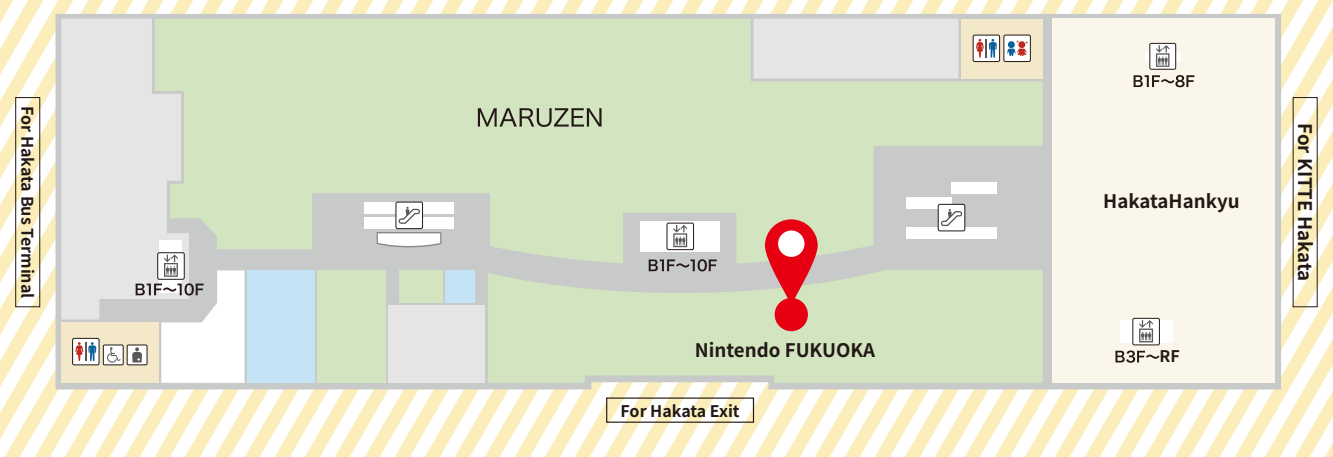 B1F〜8F
MARUZEN
For Hakata Bus Terminal
For KITTE Hakata
HakataHankyu
B1F〜10F
B1F〜10F
Nintendo FUKUOKA
B3F〜RF
For Hakata Exit